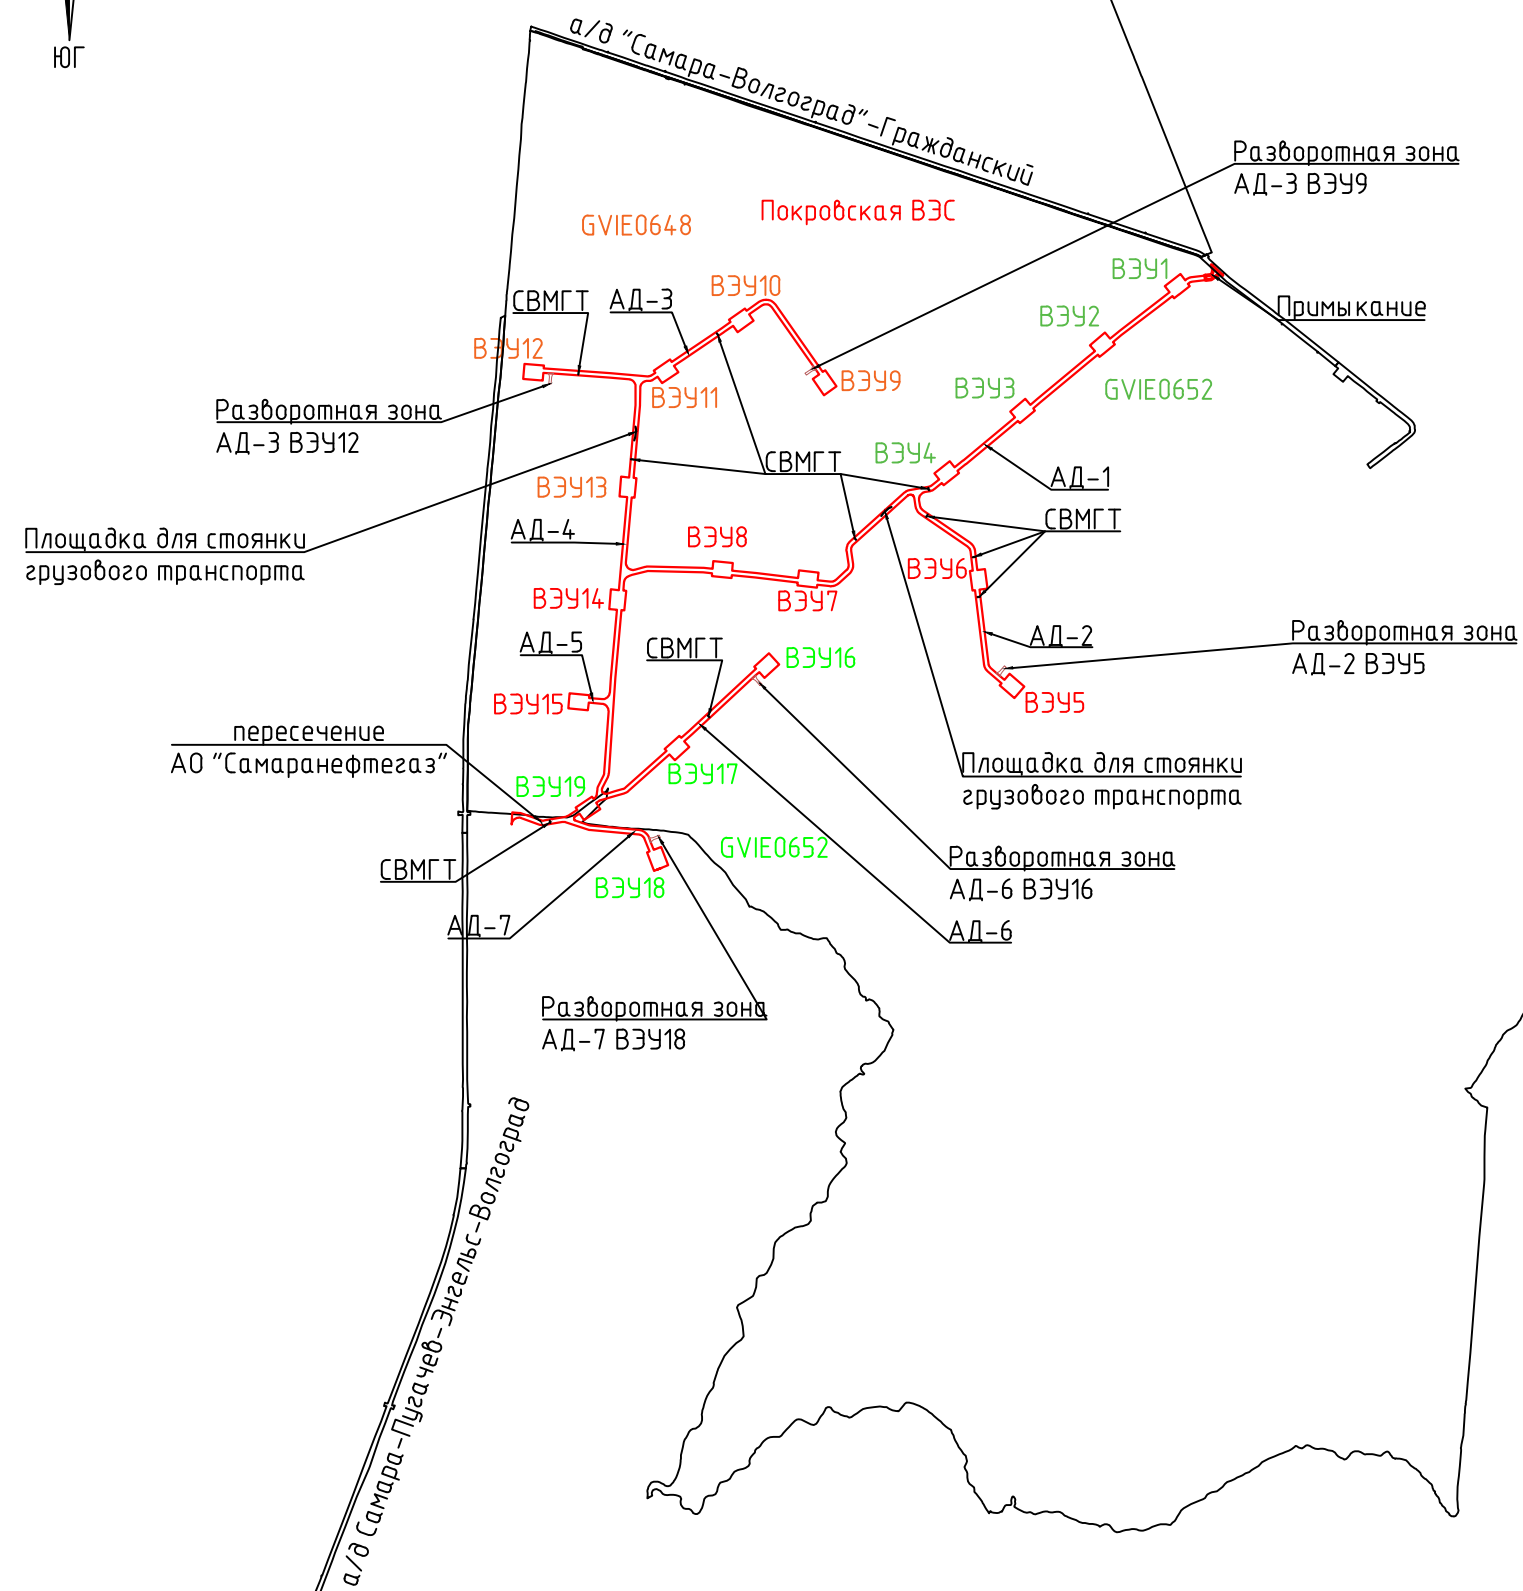 ЮГ
а/д "Самара-Волгоград"-Гражданский
Разворотная зона
АД-3 ВЭУ9
Покровская ВЭС
GVIE0648
ВЭУ1
ВЭУ10
СВМГТ
АД-3
Примыкание
ВЭУ2
ВЭУ12
ВЭУ9
ВЭУ3
GVIE0652
ВЭУ11
Разворотная зона
АД-3 ВЭУ12
ВЭУ4
СВМГТ
АД-1
ВЭУ13
СВМГТ
АД-4
Площадка для стоянки
грузового транспорта
ВЭУ8
ВЭУ6
ВЭУ14
ВЭУ7
АД-2
Разворотная зона
АД-2 ВЭУ5
АД-5
СВМГТ
ВЭУ16
ВЭУ15
ВЭУ5
пересечение
АО "Самаранефтегаз"
ВЭУ17
Площадка для стоянки
грузового транспорта
ВЭУ19
GVIE0652
СВМГТ
Разворотная зона
АД-6 ВЭУ16
ВЭУ18
АД-7
АД-6
Разворотная зона
АД-7 ВЭУ18
а/д Самара-Пугачев-Энгельс-Волгоград